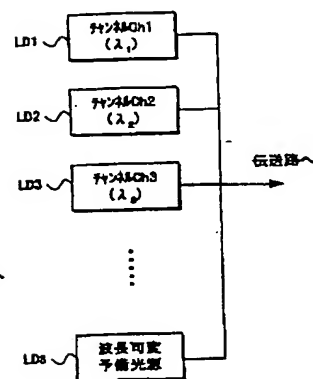 チャンネルCh1
(λ₁)
LD1
チャンネルCh2
(λ₂)
LD2
チャンネルCh3
(λ₃)
LD3
伝送路へ
波長可変
予備光源
LDs